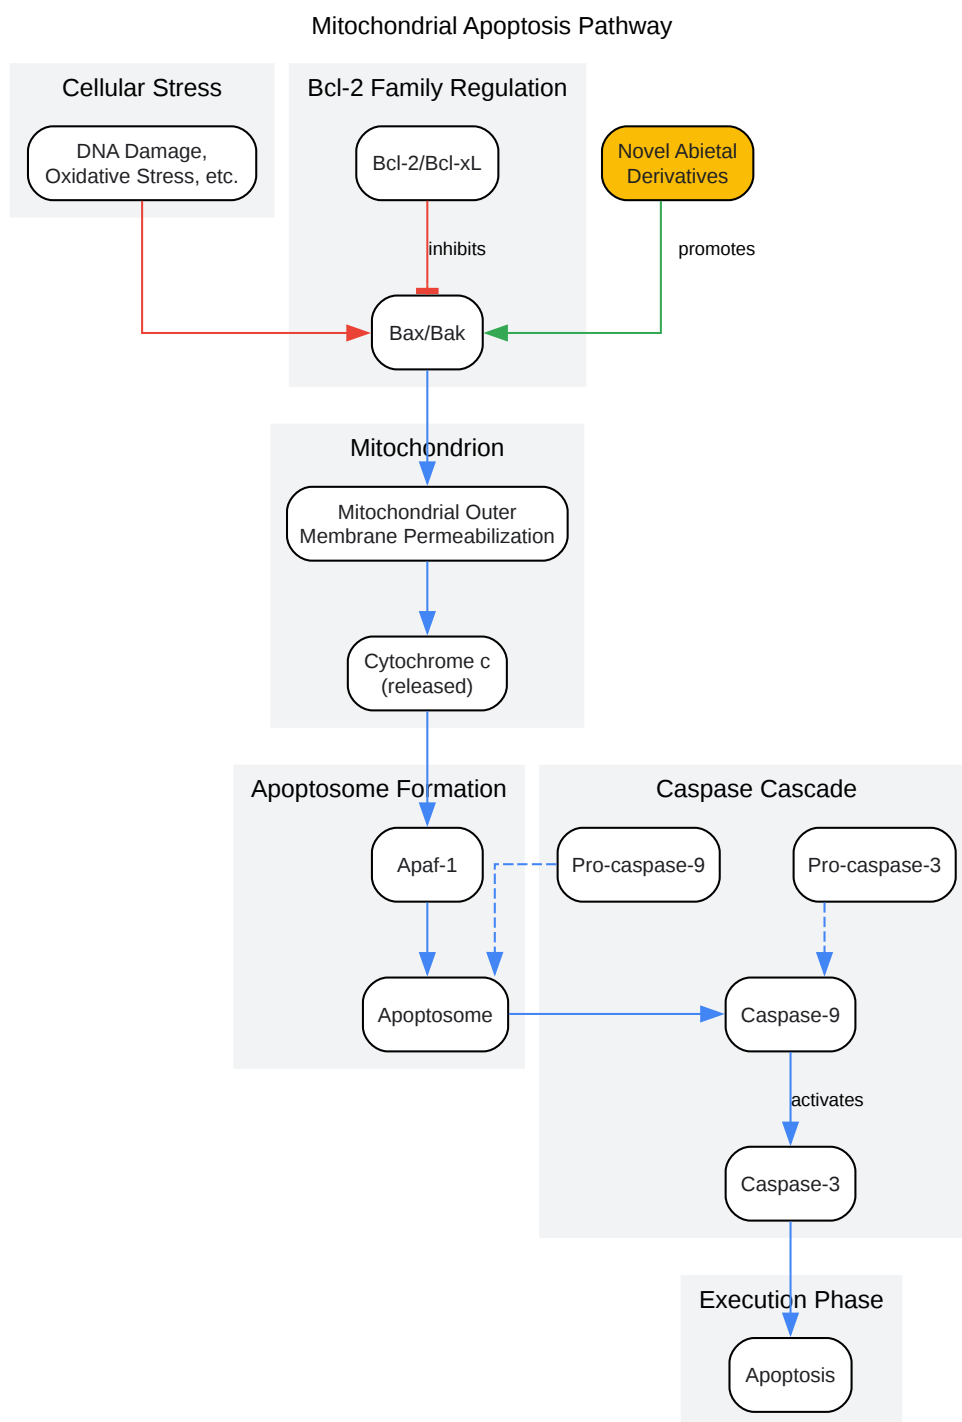 Mitochondrial Apoptosis Pathway
Cellular Stress
DNA Damage,
Oxidative Stress, etc.
Bcl-2 Family Regulation
Bcl-2/Bcl-xL
Novel Abietal
Derivatives
inhibits
promotes
Bax/Bak
Mitochondrion
Mitochondrial Outer
Membrane Permeabilization
Cytochrome c
(released)
Apoptosome Formation
Caspase Cascade
Apaf-1
Pro-caspase-9
Pro-caspase-3
Apoptosome
Caspase-9
activates
Caspase-3
Execution Phase
Apoptosis